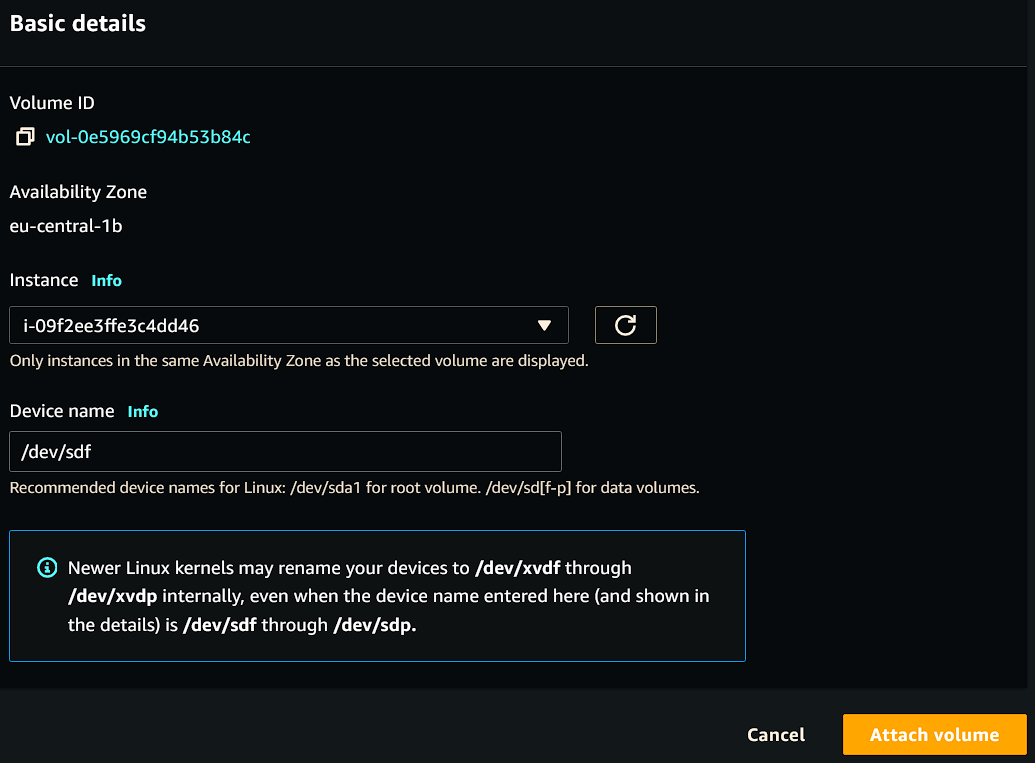 Basic details
Volume ID
vol-0e5969cf94b53b84c
Availability Zone
eu-central-1b
Instance Info
i-09f2ee3ffe3c4dd46
Only instances in the same Availability Zone as the selected volume are displayed.
Device name Info
/dev/sdf
Recommended device names for Linux: /dev/sda1 for root volume. /dev/sd[f-p] for data volumes.
Newer Linux kernels may rename your devices to /dev/xvdf through
/dev/xvdp internally, even when the device name entered here (and shown in
the details) is /dev/sdf through /dev/sdp.
Cancel Attach volume